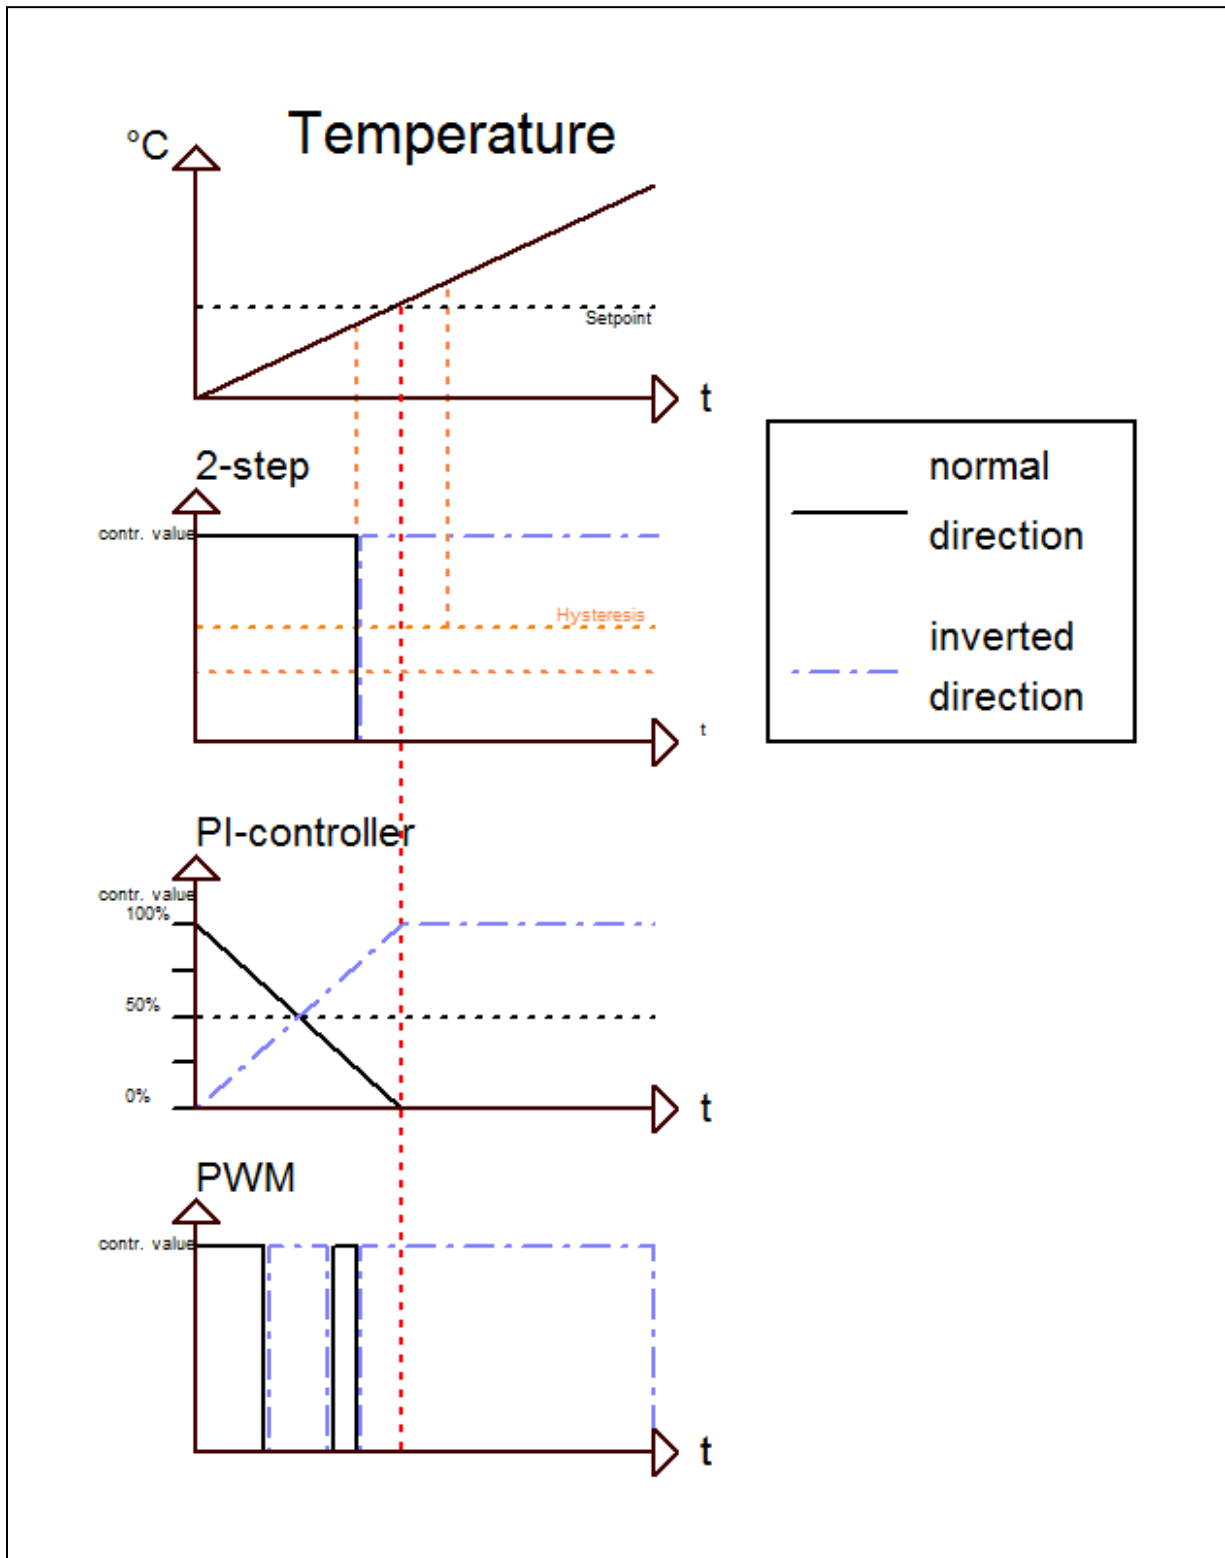 Temperature
ºC
Setpoint
t
2-step
contr. value
Hysteresis
t
normal
direction
inverted
direction
PI-controller
contr. value
100%
50%
0%
t
PWM
contr. value
t